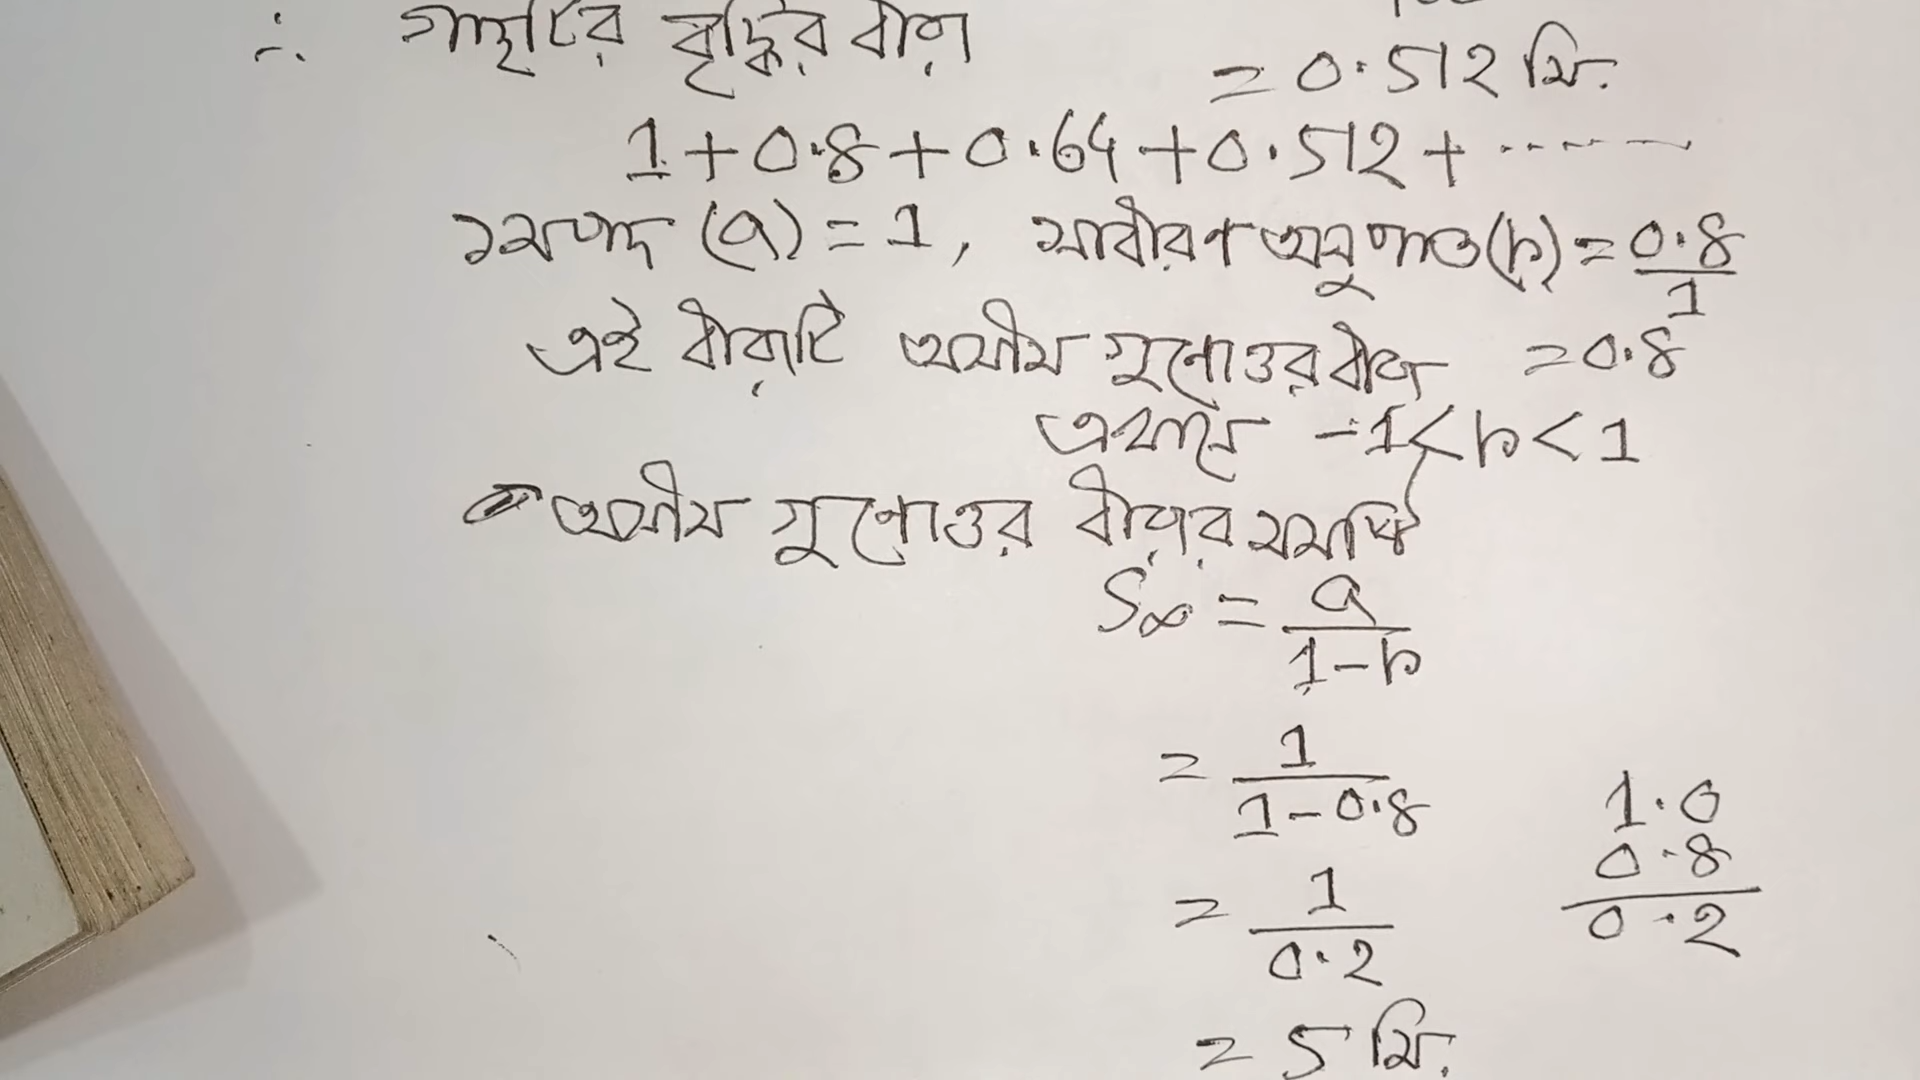 ∴ গাছটির বৃদ্ধির ধারা
= 0.512 মি.
1 + 0.8 + 0.64 + 0.512 + ......
১ম পদ (a) = 1, সাধারণ অনুপাত (r) = 0.8/1
এই ধারাটি অসীম গুণোত্তর ধারা = 0.8
এখানে -1 < r < 1
অসীম গুণোত্তর ধারার সমষ্টি
S∞ = a/(1-r)
= 1/(1-0.8)
1.0
0.8
0.2
= 1/0.2
= 5 মি.